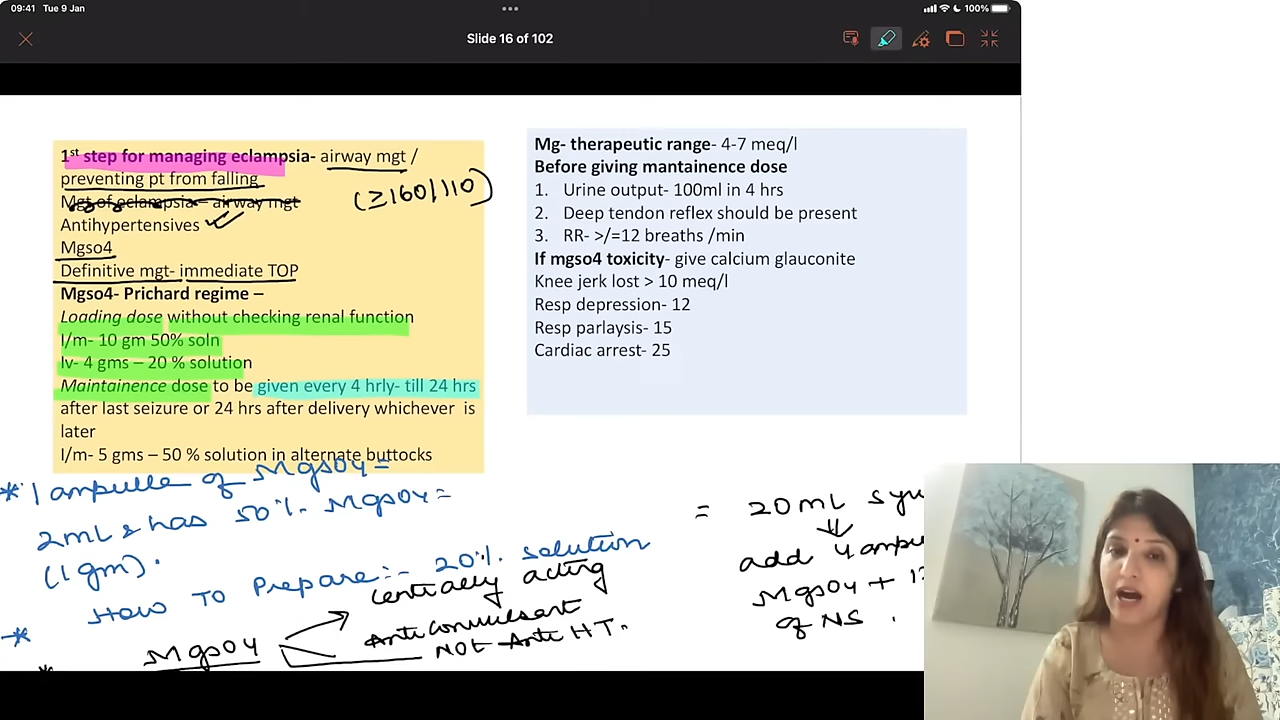 09:41 Tue 9 Jan
100%
Slide 16 of 102
1st step for managing eclampsia- airway mgt /
preventing pt from falling
Mgt of eclampsia – airway mgt
(≥160/110)
Antihypertensives
Mgso4
Definitive mgt- immediate TOP
Mgso4- Prichard regime –
Loading dose without checking renal function
I/m- 10 gm 50% soln
Iv- 4 gms – 20 % solution
Maintainence dose to be given every 4 hrly- till 24 hrs
after last seizure or 24 hrs after delivery whichever is
later
I/m- 5 gms – 50 % solution in alternate buttocks
Mg- therapeutic range- 4-7 meq/l
Before giving mantainence dose
1. Urine output- 100ml in 4 hrs
2. Deep tendon reflex should be present
3. RR- >/=12 breaths /min
If mgso4 toxicity- give calcium glauconite
Knee jerk lost > 10 meq/l
Resp depression- 12
Resp parlaysis- 15
Cardiac arrest- 25
* 1 ampulle of MgSO4 =
2mL & has 50%. MgSO4 =
(1 gm).
* How To Prepare:- 20%. solution
= 20 mL
add 4
MgSO4 +
of NS.
MgSO4
Centrally acting
Anticonvulsant
NOT Anti HT.
*